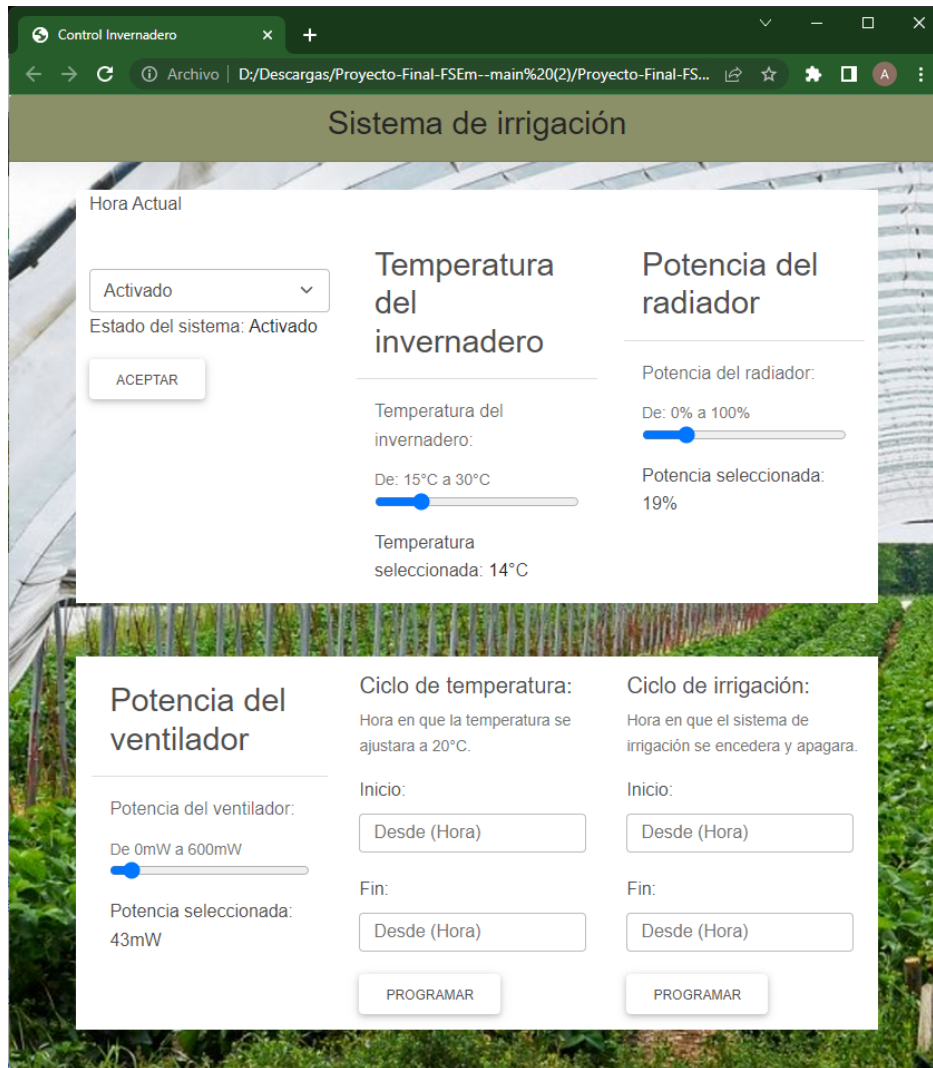 Control Invernadero
Archivo
D:/Descargas/Proyecto-Final-FSEm--main%20(2)/Proyecto-Final-FS...
A
Sistema de irrigación
Hora Actual
Activado
Estado del sistema: Activado
ACEPTAR
Temperatura
del
invernadero
Temperatura del
invernadero:
De: 15°C a 30°C
Temperatura
seleccionada: 14°C
Potencia del
radiador
Potencia del radiador:
De: 0% a 100%
Potencia seleccionada:
19%
Potencia del
ventilador
Potencia del ventilador:
De 0mW a 600mW
Potencia seleccionada:
43mW
Ciclo de temperatura:
Hora en que la temperatura se
ajustara a 20°C.
Inicio:
Desde (Hora)
Fin:
Desde (Hora)
PROGRAMAR
Ciclo de irrigación:
Hora en que el sistema de
irrigación se encedera y apagara.
Inicio:
Desde (Hora)
Fin:
Desde (Hora)
PROGRAMAR